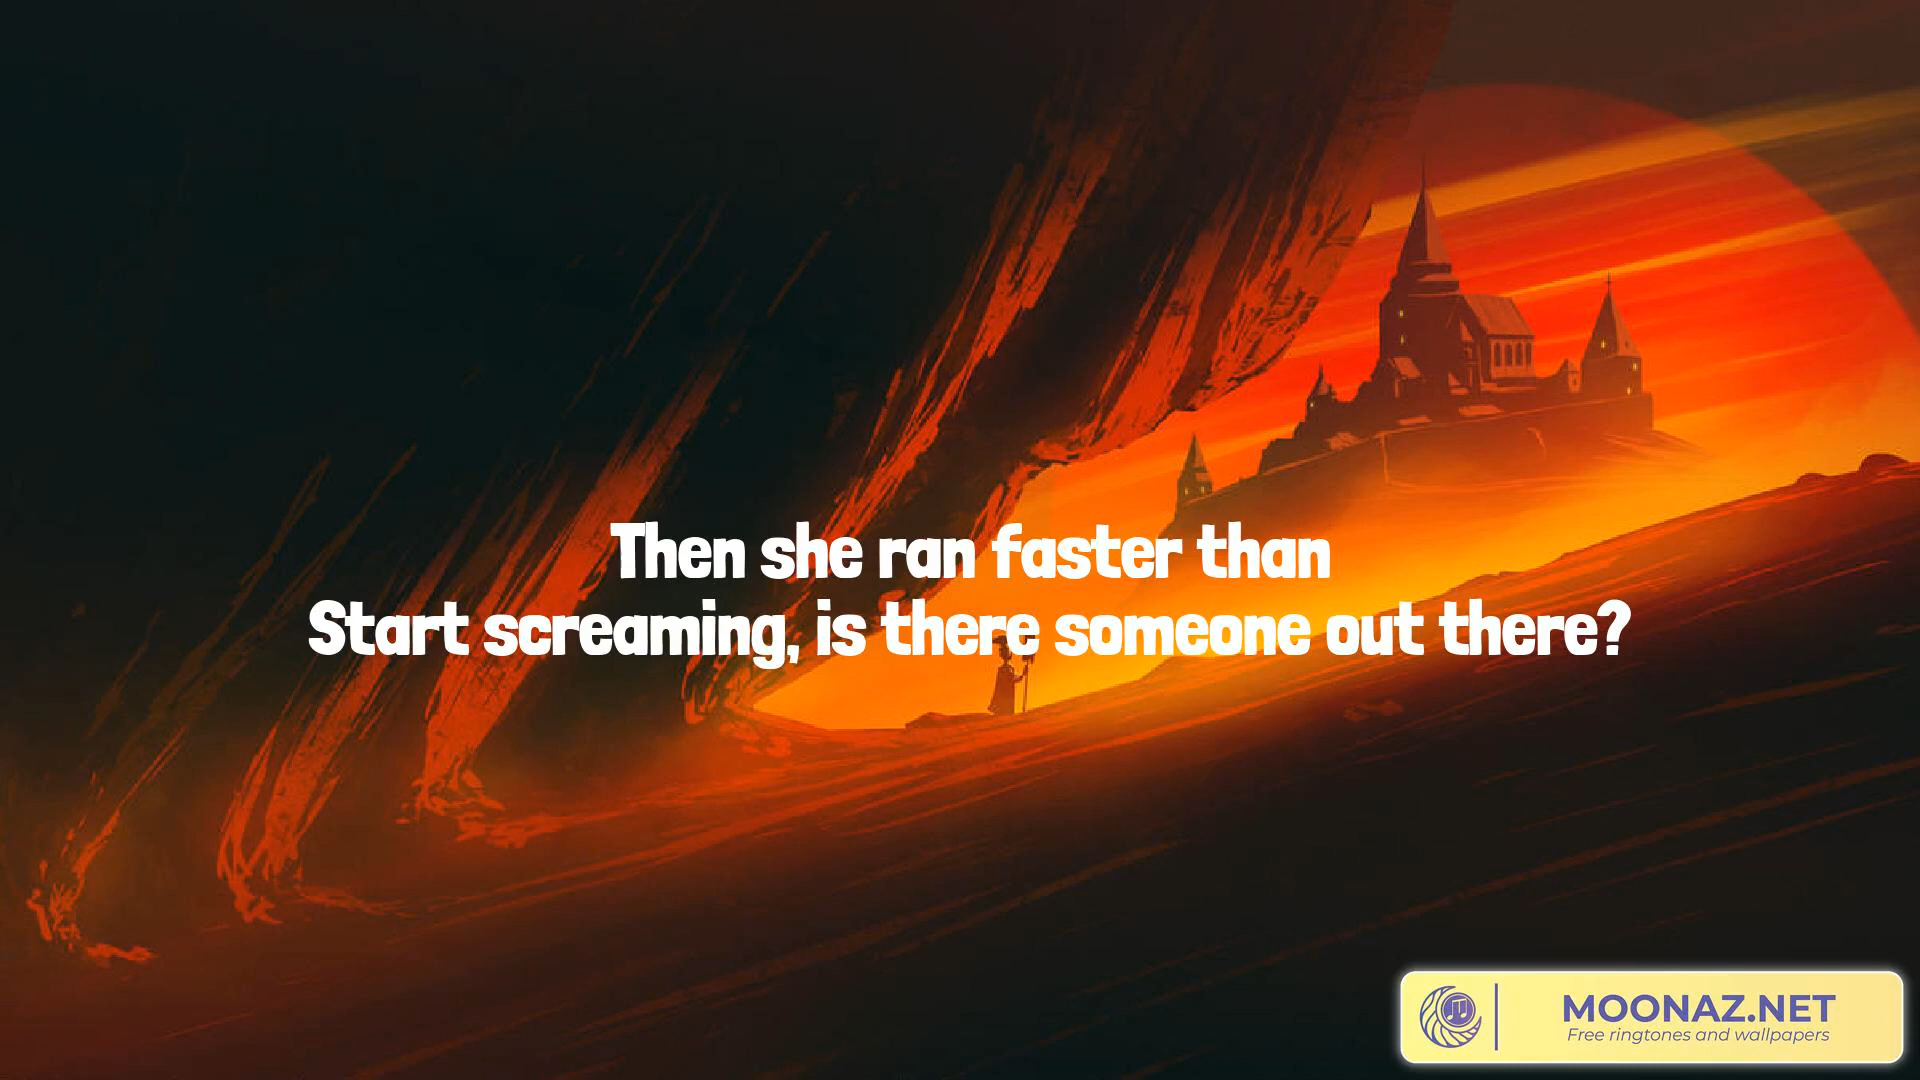 Then she ran faster than
Start screaming, is there someone out there?
MOONAZ.NET
Free ringtones and wallpapers